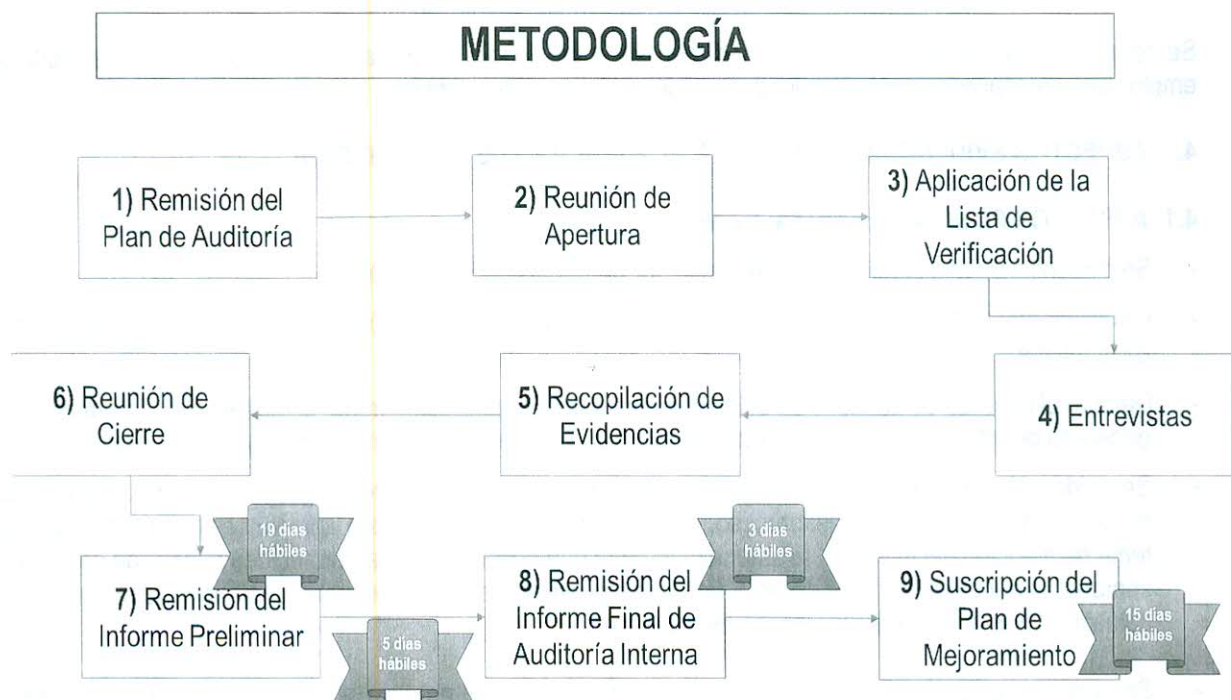 METODOLOGÍA
1) Remisión del
Plan de Auditoría
2) Reunión de
Apertura
3) Aplicación de la
Lista de
Verificación
4) Entrevistas
5) Recopilación de
Evidencias
6) Reunión de
Cierre
7) Remisión del
Informe Preliminar
19 días
hábiles
5 días
hábiles
8) Remisión del
Informe Final de
Auditoría Interna
3 días
hábiles
9) Suscripción del
Plan de
Mejoramiento
15 días
hábiles